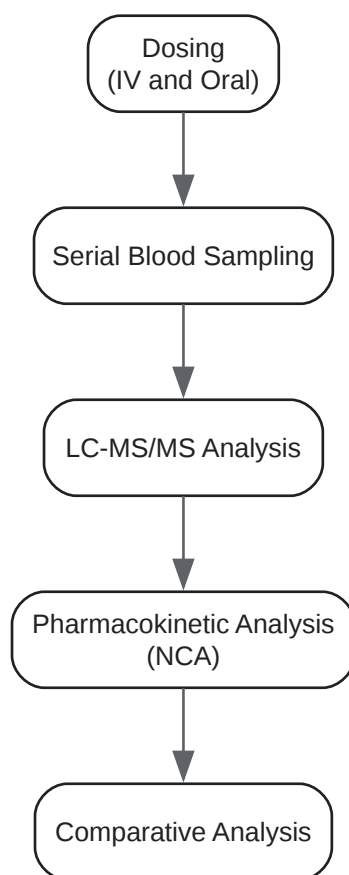 Dosing
(IV and Oral)
Serial Blood Sampling
LC-MS/MS Analysis
Pharmacokinetic Analysis
(NCA)
Comparative Analysis